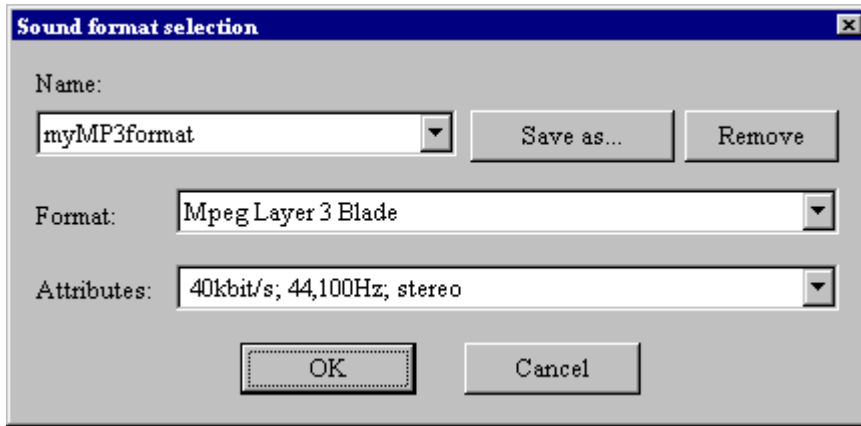 Sound format selection
Name:
myMP3format Save as... Remove
Format: Mpeg Layer 3 Blade
Attributes: 40kbit/s; 44,100Hz; stereo
OK Cancel